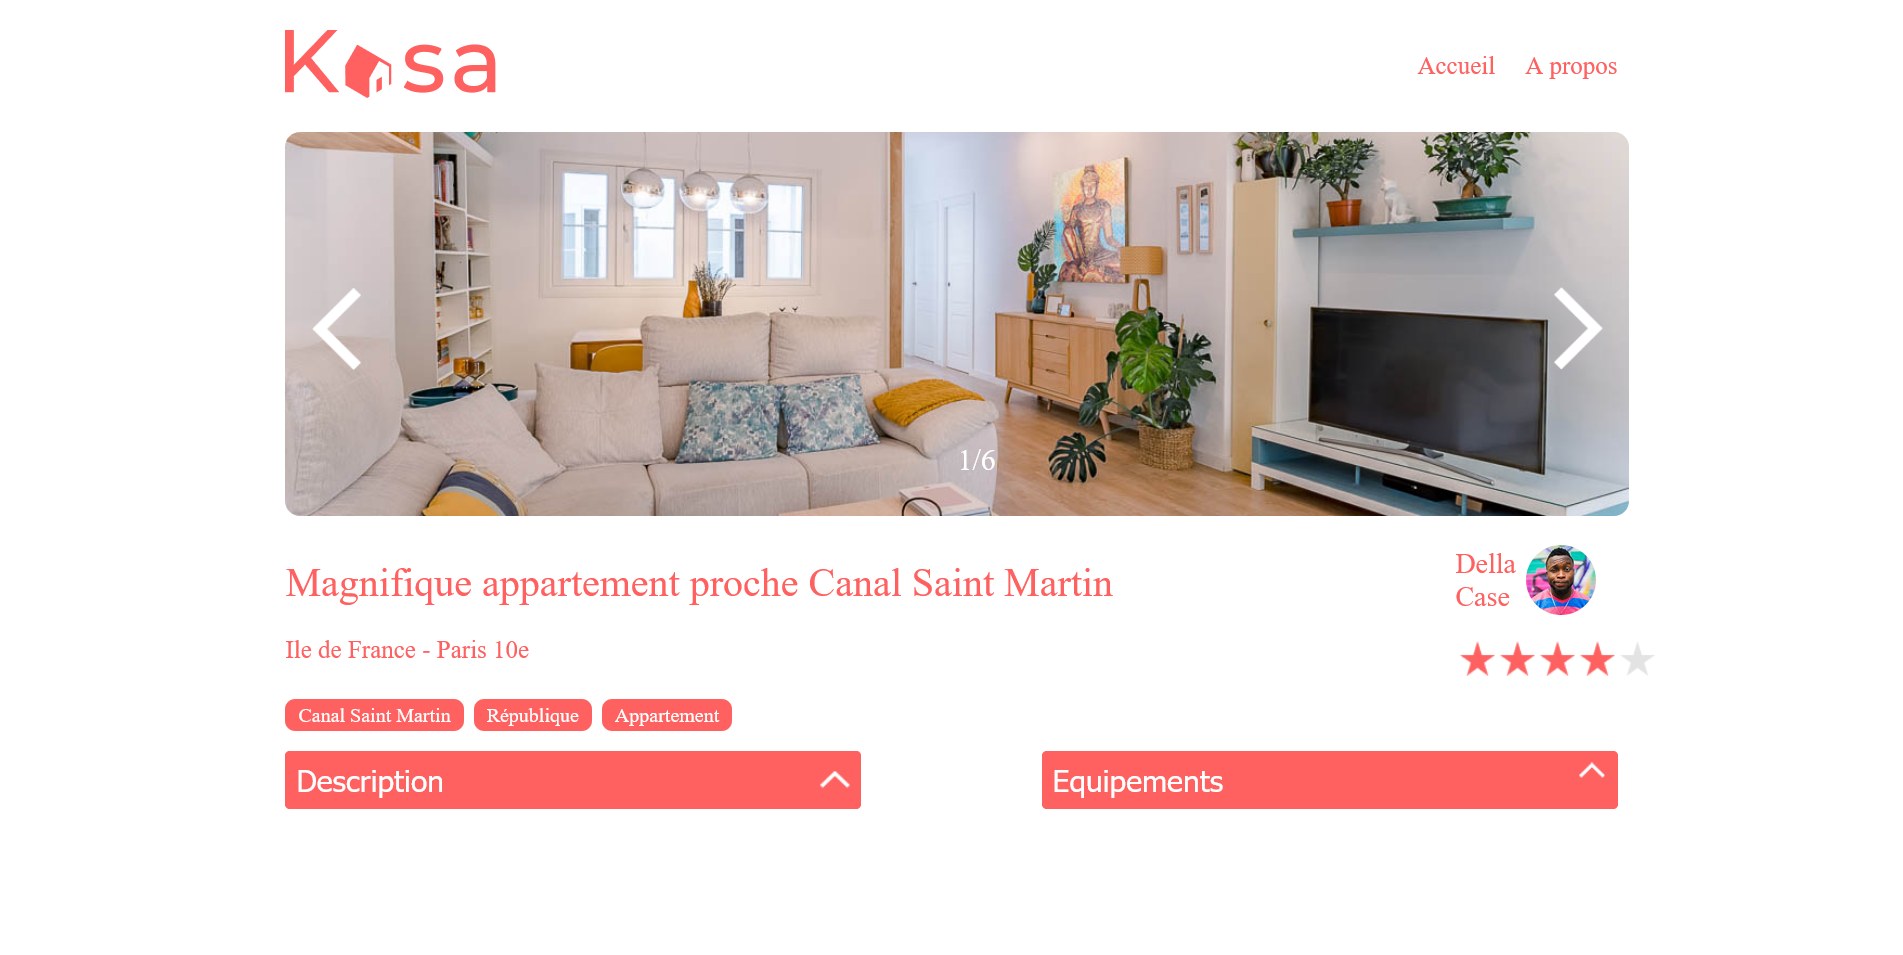 Kasa
Accueil A propos
1/6
Magnifique appartement proche Canal Saint Martin
Della
Case
Ile de France - Paris 10e
Canal Saint Martin République Appartement
Description Equipements